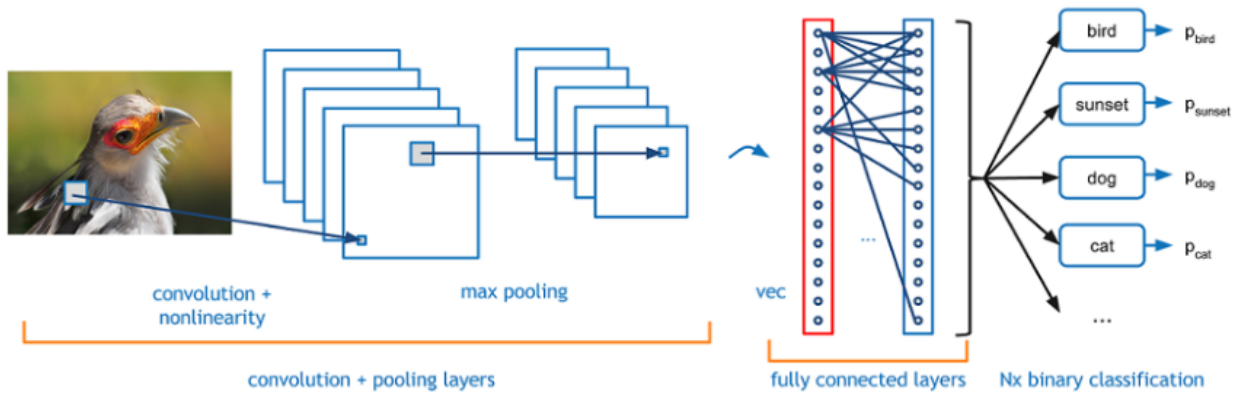 convolution +
nonlinearity
max pooling
vec
...
convolution + pooling layers
fully connected layers
Nx binary classification
bird
p_bird
sunset
p_sunset
dog
p_dog
cat
p_cat
...